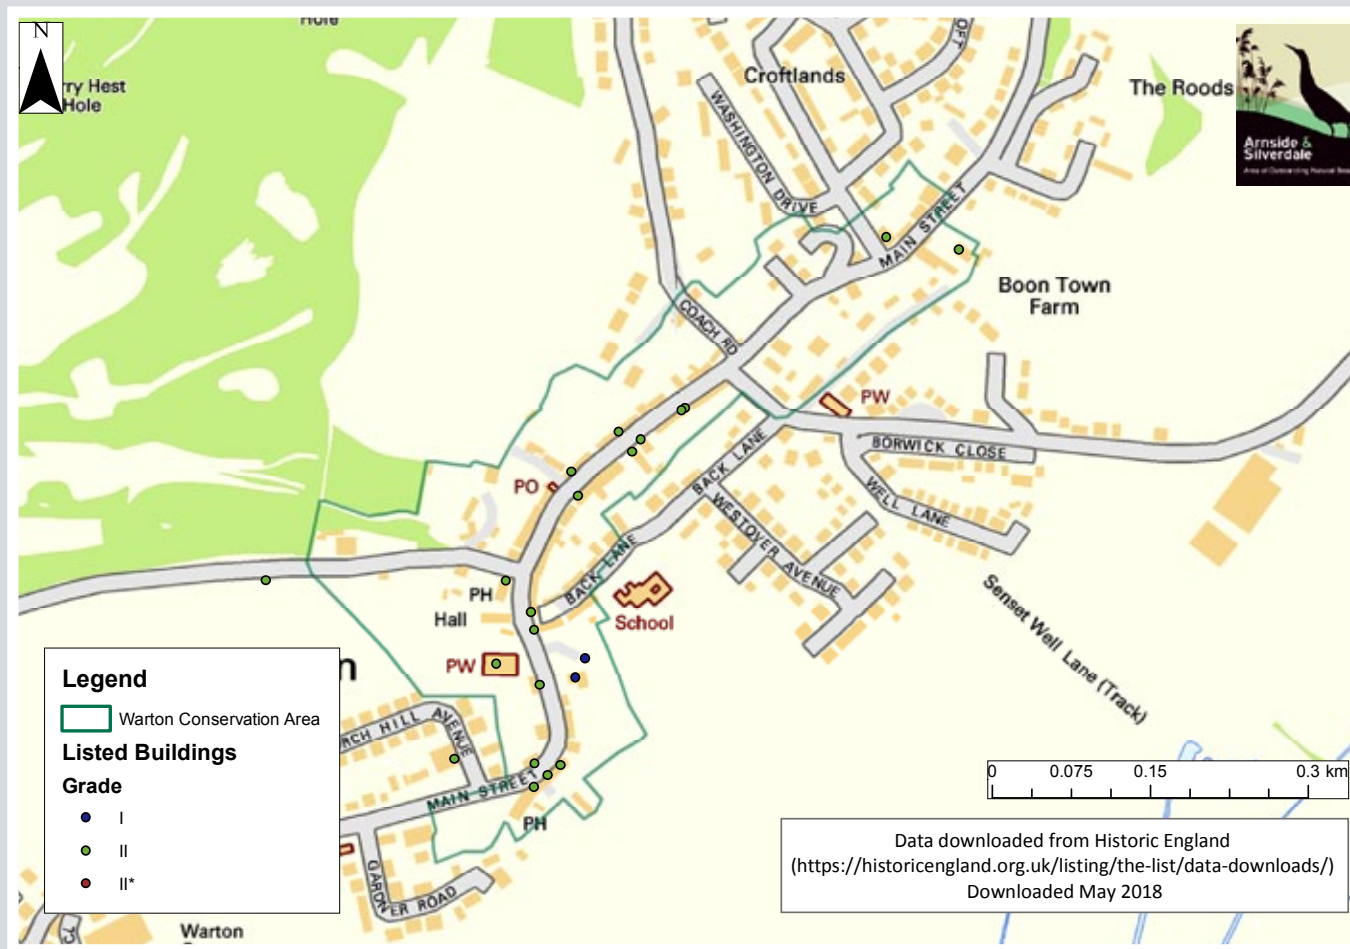 N
Hole
rry Hest
Hole
Croftlands
OFT
The Roods
Arnside &
Silverdale
WASHINGTON DRIVE
MAIN STREET
Boon Town
Farm
COACH RD
PW
BORWICK CLOSE
BACK LANE
WELL LANE
PO
WESTOVER AVENUE
BACK LANE
PH
Hall
School
Senset Well Lane (Track)
PW
n
RCH HILL AVENUE
MAIN STREET
PH
GARDNER ROAD
Warton
Legend
Warton Conservation Area
Listed Buildings
Grade
I
II
II*
0 0.075 0.15 0.3 km
Data downloaded from Historic England
(https://historicengland.org.uk/listing/the-list/data-downloads/)
Downloaded May 2018